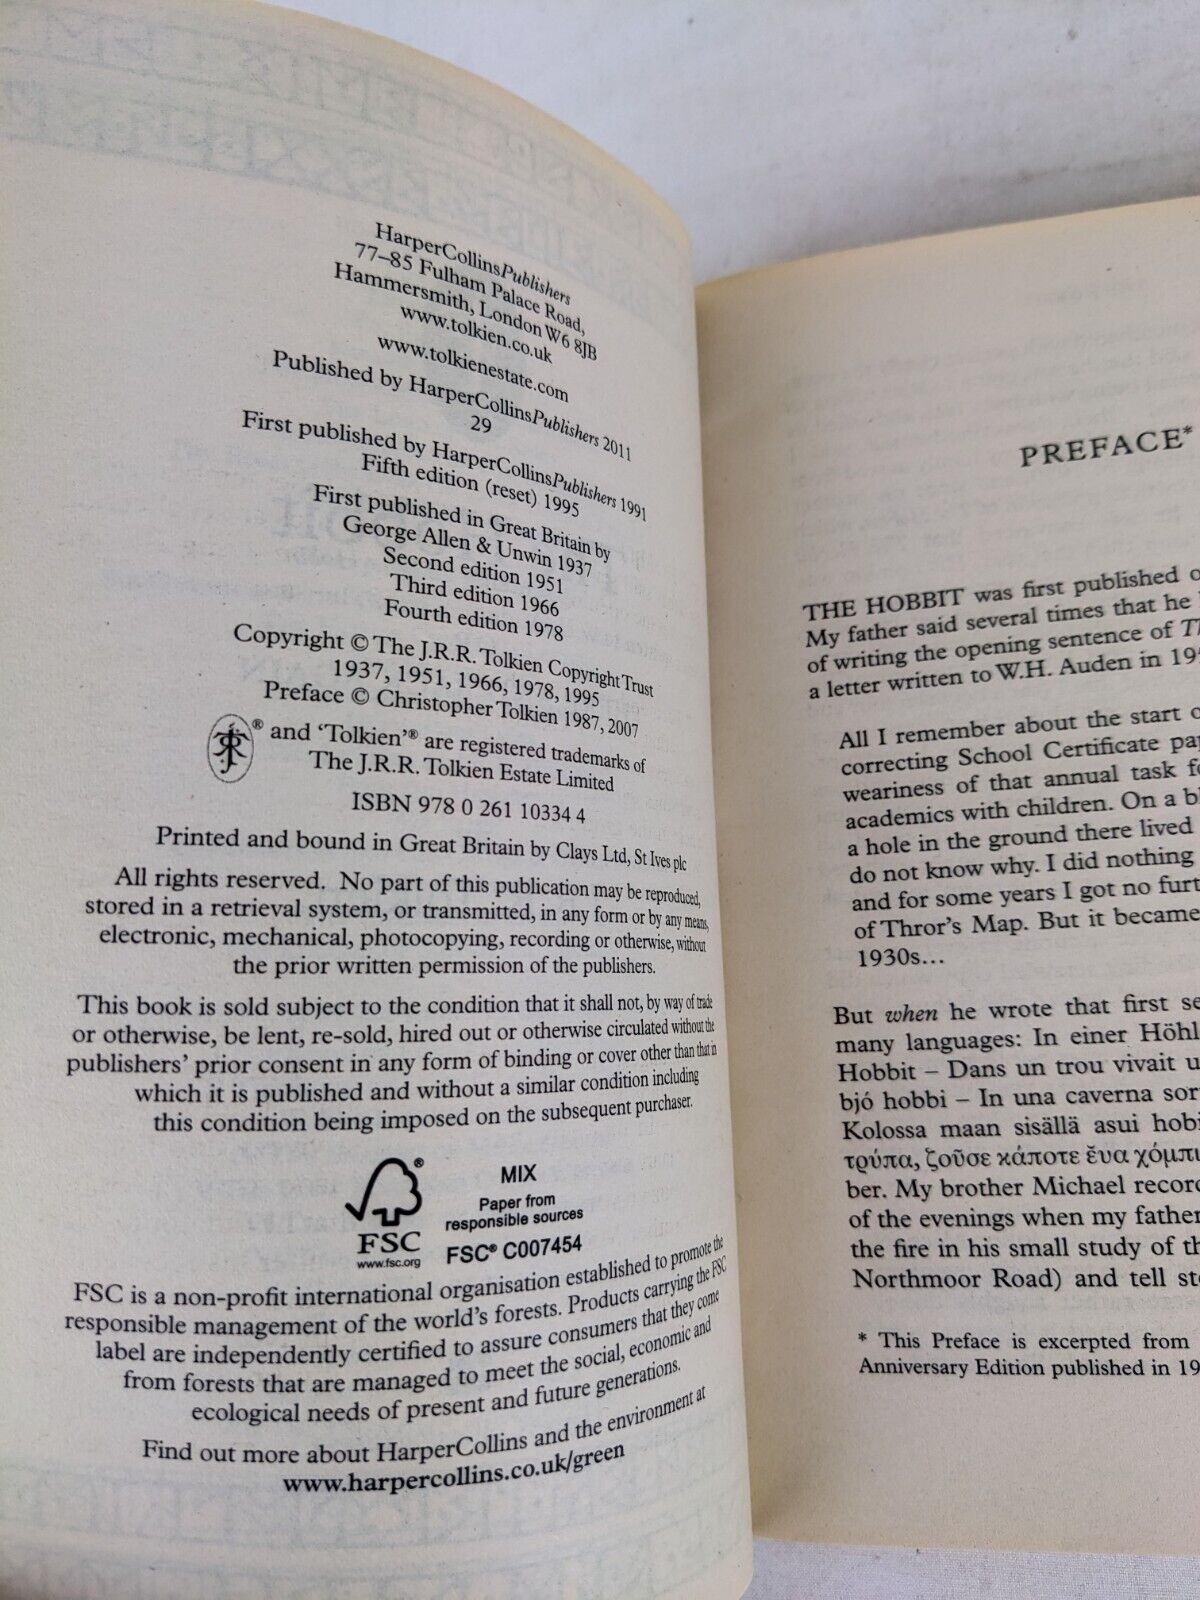 HarperCollinsPublishers
77–85 Fulham Palace Road,
Hammersmith, London W6 8JB
www.tolkien.co.uk
www.tolkienestate.com
Published by HarperCollinsPublishers 2011
29
First published by HarperCollinsPublishers 1991
Fifth edition (reset) 1995
First published in Great Britain by
George Allen & Unwin 1937
Second edition 1951
Third edition 1966
Fourth edition 1978
Copyright © The J.R.R. Tolkien Copyright Trust
1937, 1951, 1966, 1978, 1995
Preface © Christopher Tolkien 1987, 2007
® and ‘Tolkien’® are registered trademarks of
The J.R.R. Tolkien Estate Limited
ISBN 978 0 261 10334 4
Printed and bound in Great Britain by Clays Ltd, St Ives plc
All rights reserved. No part of this publication may be reproduced,
stored in a retrieval system, or transmitted, in any form or by any means,
electronic, mechanical, photocopying, recording or otherwise, without
the prior written permission of the publishers.
This book is sold subject to the condition that it shall not, by way of trade
or otherwise, be lent, re-sold, hired out or otherwise circulated without the
publishers’ prior consent in any form of binding or cover other than that in
which it is published and without a similar condition including
this condition being imposed on the subsequent purchaser.
®
FSC
www.fsc.org
MIX
Paper from
responsible sources
FSC® C007454
FSC is a non-profit international organisation established to promote the
responsible management of the world’s forests. Products carrying the FSC
label are independently certified to assure consumers that they come
from forests that are managed to meet the social, economic and
ecological needs of present and future generations.
Find out more about HarperCollins and the environment at
www.harpercollins.co.uk/green
PREFACE*
THE HOBBIT was first published
My father said several times that he
of writing the opening sentence of
a letter written to W.H. Auden in
All I remember about the start
correcting School Certificate
weariness of that annual task
academics with children. On a
a hole in the ground there lived
do not know why. I did nothing
and for some years I got no
of Thror’s Map. But it became
1930s...
But when he wrote that first
many languages: In einer
Hobbit – Dans un trou vivait
bjó hobbi – In una caverna
Kolossa maan sisällä asui
τρύπα, ζοῦσε κάποτε ἔνα
ber. My brother Michael
of the evenings when my father
the fire in his small study of
Northmoor Road) and tell
* This Preface is excerpted from
Anniversary Edition published in